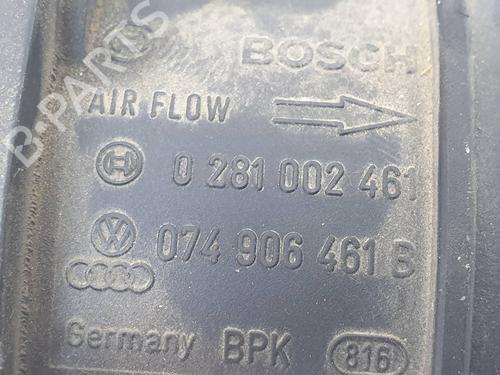 BOSCH
AIR FLOW
0 281 002 461
074 906 461 B
Germany BPK 816
B-PARTS